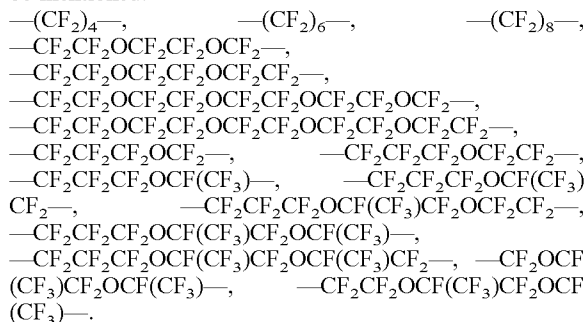 —(CF₂)₄—, —(CF₂)₆—, —(CF₂)₈—,
—CF₂CF₂OCF₂CF₂OCF₂—,
—CF₂CF₂OCF₂CF₂OCF₂CF₂—,
—CF₂CF₂OCF₂CF₂OCF₂CF₂OCF₂CF₂OCF₂—,
—CF₂CF₂OCF₂CF₂OCF₂CF₂OCF₂CF₂OCF₂CF₂—,
—CF₂CF₂CF₂OCF₂—, —CF₂CF₂CF₂OCF₂CF₂—,
—CF₂CF₂CF₂OCF(CF₃)—, —CF₂CF₂CF₂OCF(CF₃)
CF₂—, —CF₂CF₂CF₂OCF(CF₃)CF₂OCF₂CF₂—,
—CF₂CF₂CF₂OCF(CF₃)CF₂OCF(CF₃)—,
—CF₂CF₂CF₂OCF(CF₃)CF₂OCF(CF₃)CF₂—, —CF₂OCF
(CF₃)CF₂OCF(CF₃)—, —CF₂CF₂OCF(CF₃)CF₂OCF
(CF₃)—.